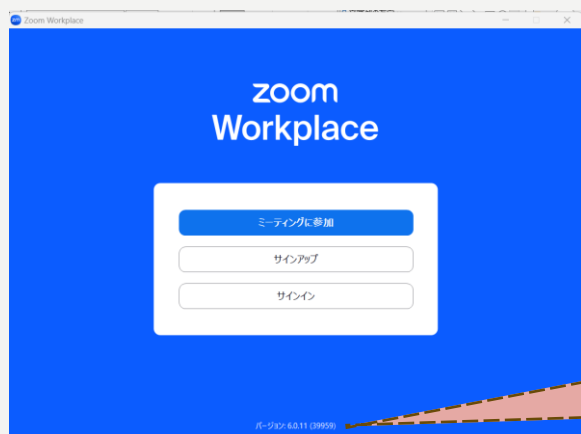 Zoom Workplace
zoom
Workplace
ミーティングに参加
サインアップ
サインイン
バージョン: 6.0.11 (39959)